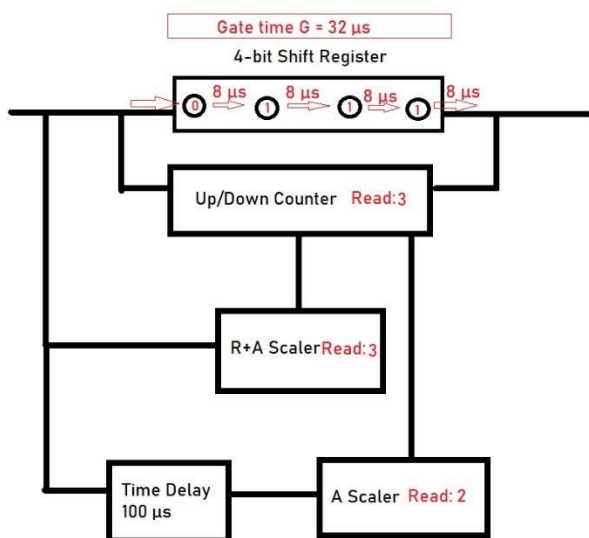 Gate time G = 32 μs
4-bit Shift Register
8 μs 8 μs 8 μs 8 μs
0 1 1 1
Up/Down Counter Read:3
R+A Scaler Read:3
Time Delay
100 μs
A Scaler Read: 2